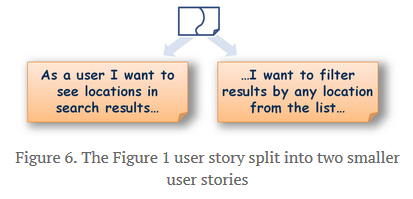 As a user I want to
see locations in
search results...
...I want to filter
results by any location
from the list...
Figure 6. The Figure 1 user story split into two smaller
user stories